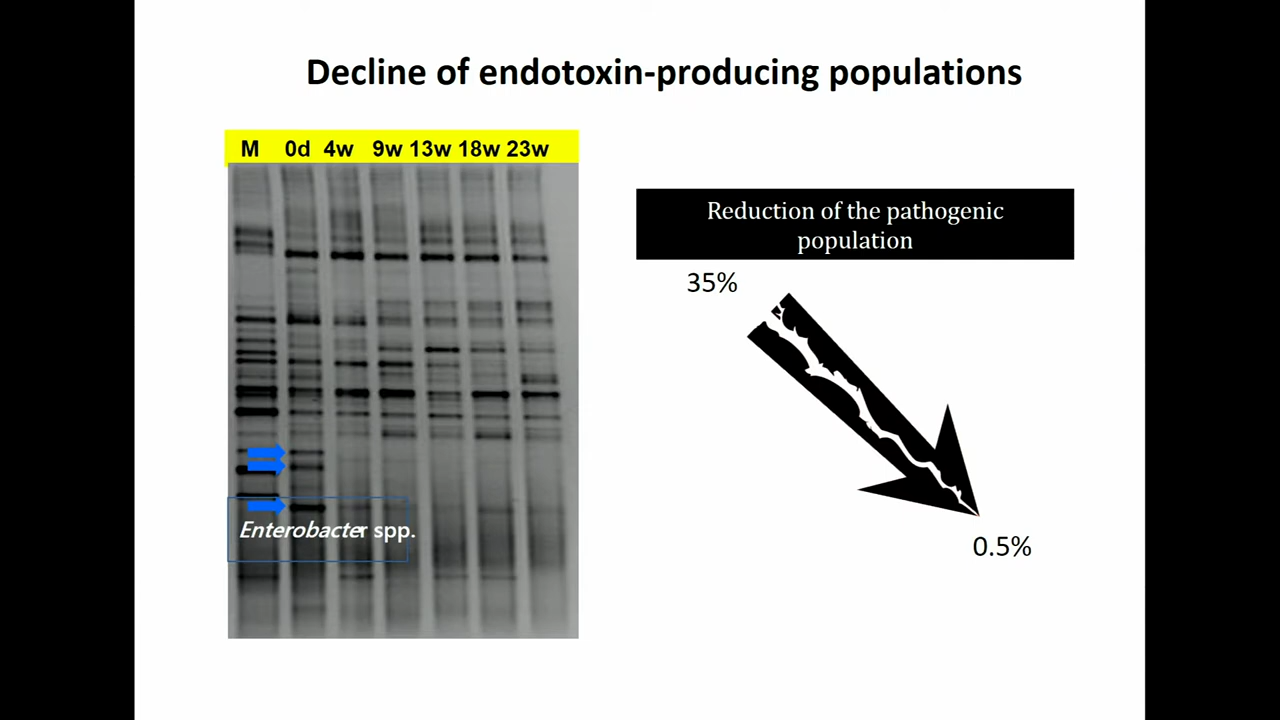 Decline of endotoxin-producing populations
M 0d 4w 9w 13w 18w 23w
Enterobacter spp.
Reduction of the pathogenic
population
35%
0.5%